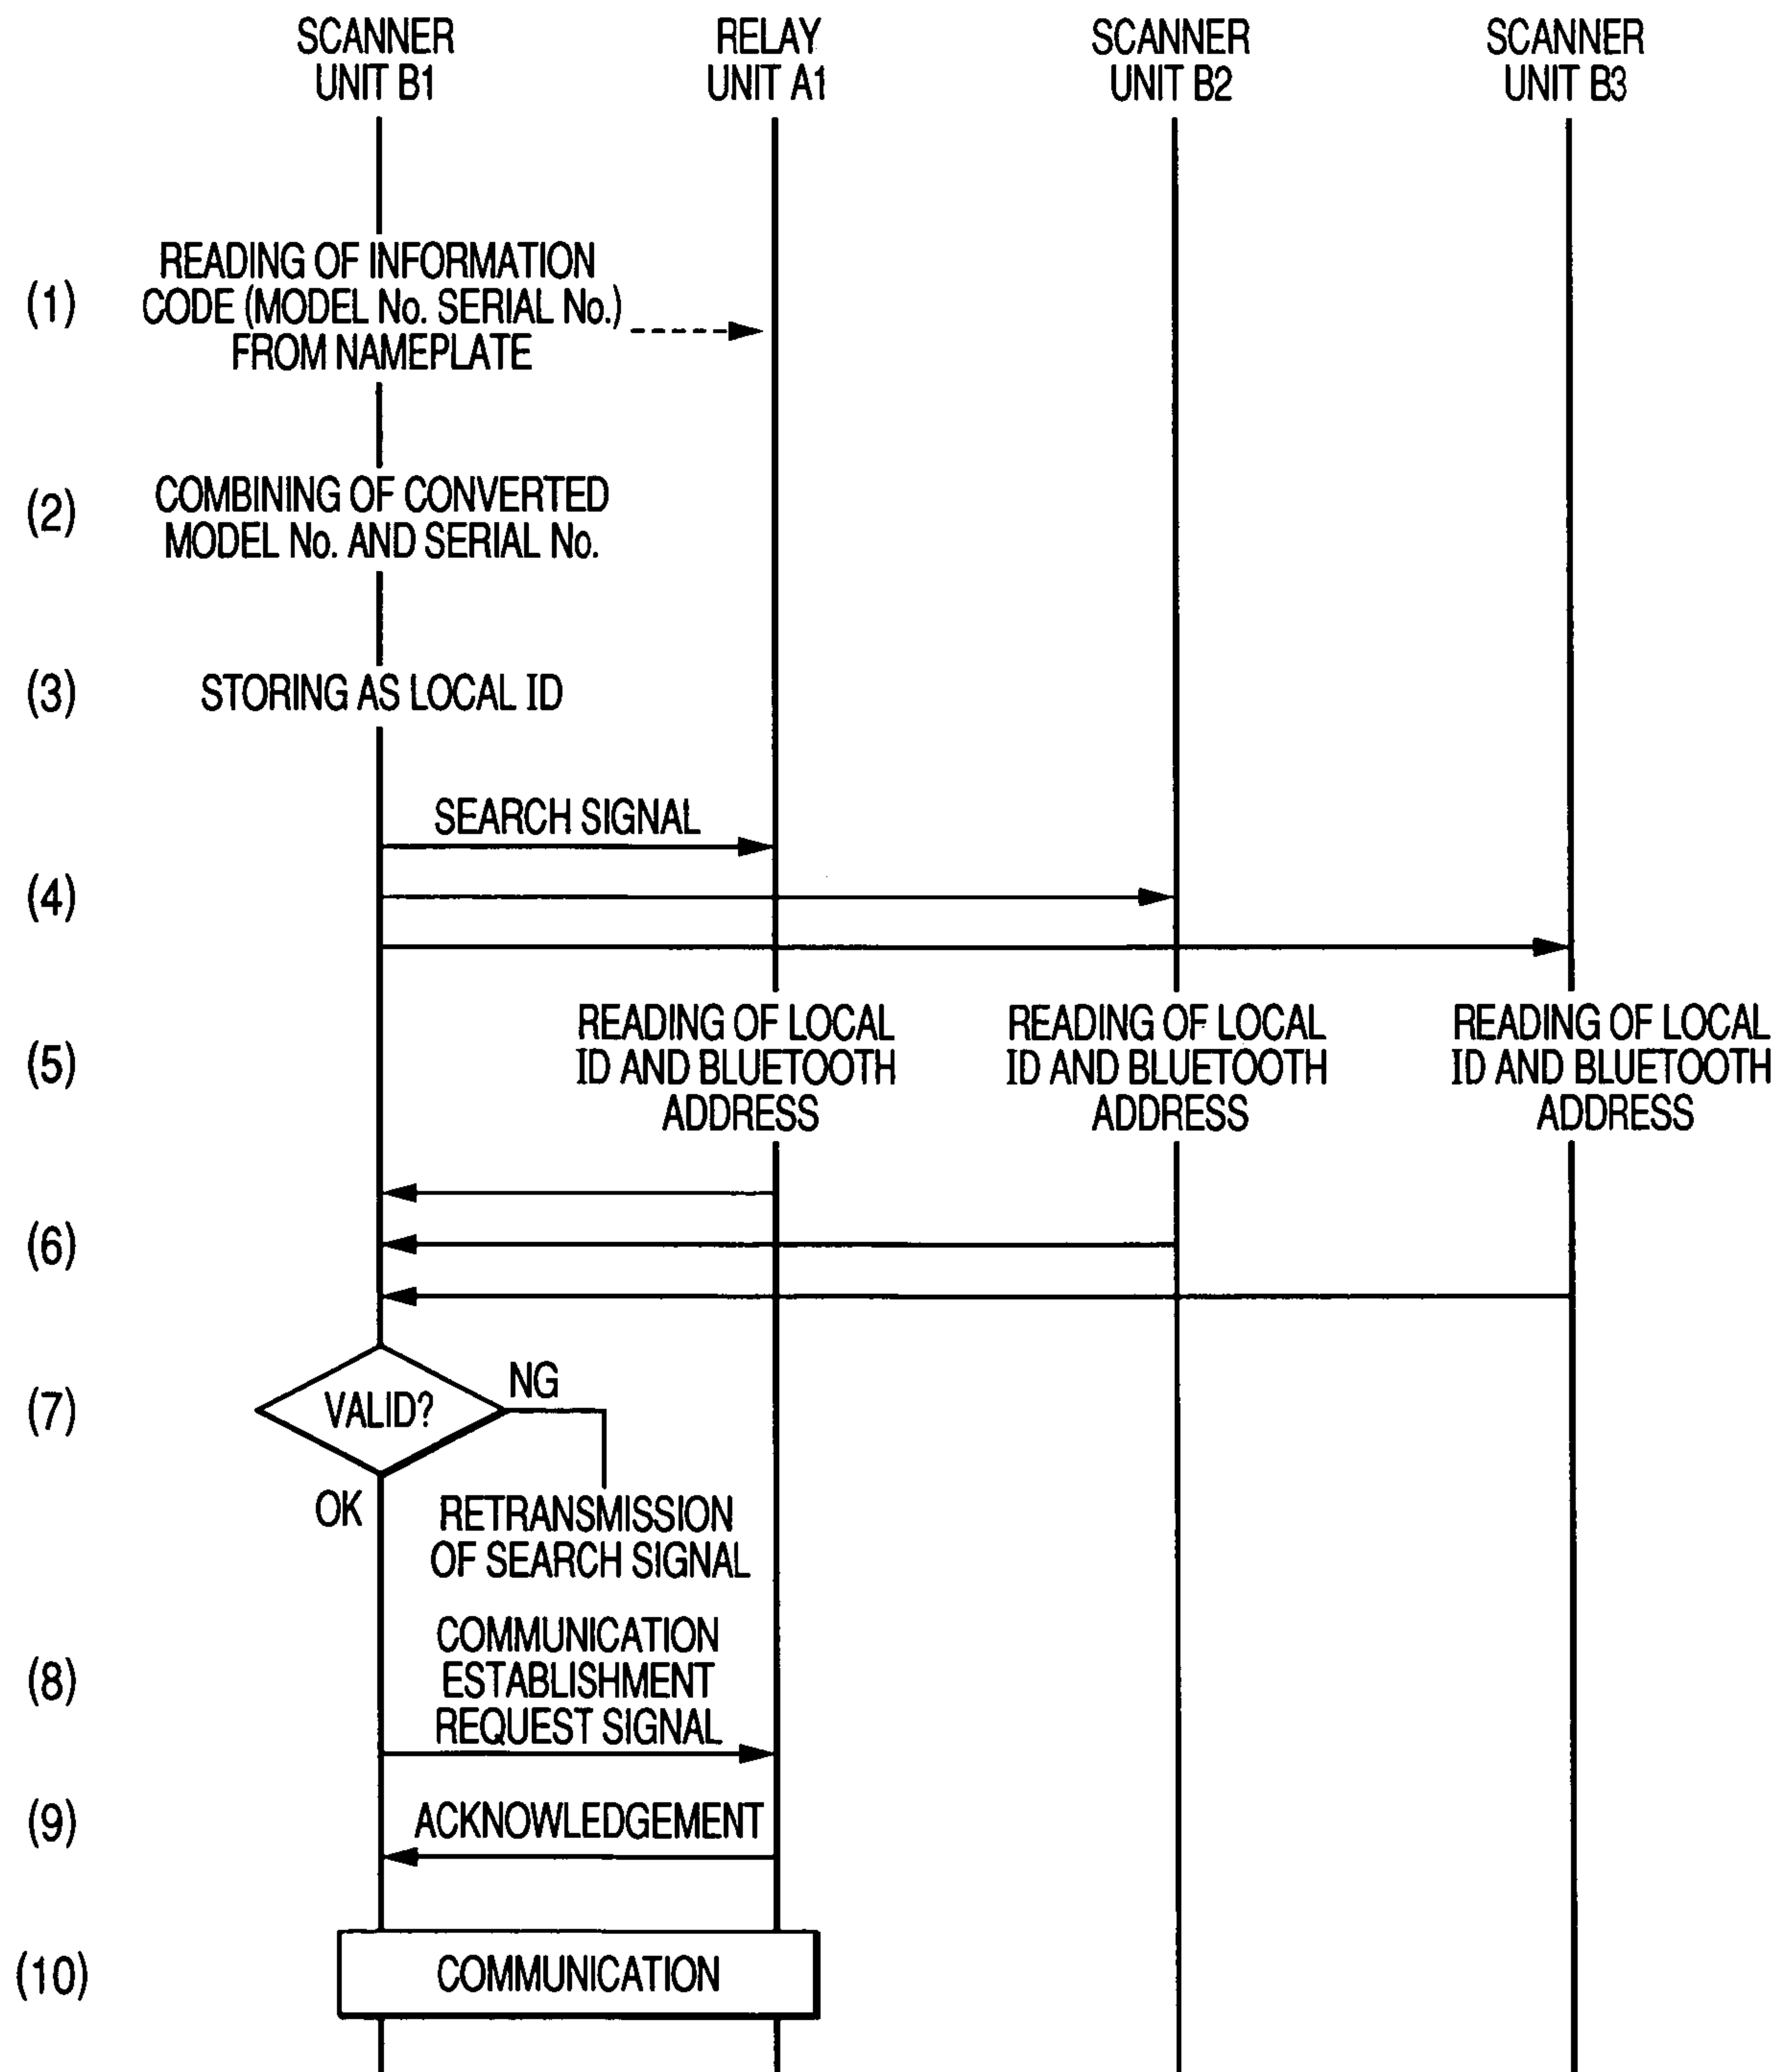 SCANNER
UNIT B1
RELAY
UNIT A1
SCANNER
UNIT B2
SCANNER
UNIT B3
(1)
READING OF INFORMATION
CODE (MODEL No. SERIAL No.)
FROM NAMEPLATE
(2)
COMBINING OF CONVERTED
MODEL No. AND SERIAL No.
(3)
STORING AS LOCAL ID
SEARCH SIGNAL
(4)
(5)
READING OF LOCAL
ID AND BLUETOOTH
ADDRESS
READING OF LOCAL
ID AND BLUETOOTH
ADDRESS
READING OF LOCAL
ID AND BLUETOOTH
ADDRESS
(6)
(7)
VALID?
NG
OK
RETRANSMISSION
OF SEARCH SIGNAL
(8)
COMMUNICATION
ESTABLISHMENT
REQUEST SIGNAL
(9)
ACKNOWLEDGEMENT
(10)
COMMUNICATION